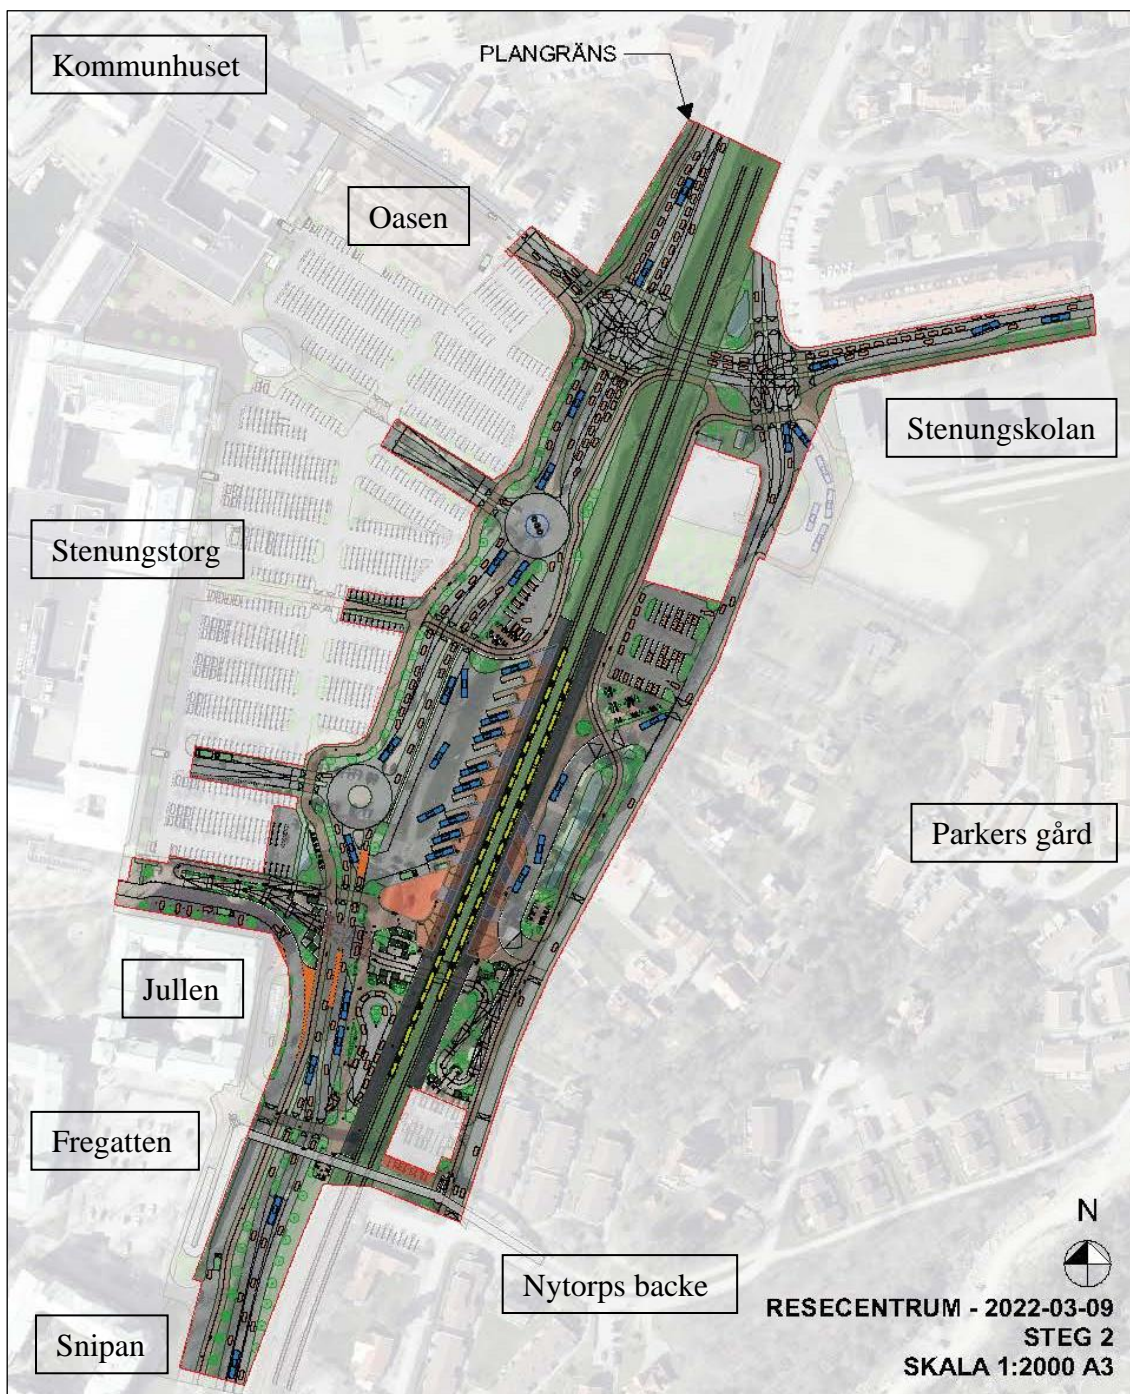 Kommunhuset
PLANGRÄNS
Oasen
Stenungskolan
Stenungstorg
Parkers gård
Jullen
Fregatten
N
Nytorps backe
RESECENTRUM - 2022-03-09
STEG 2
SKALA 1:2000 A3
Snipan